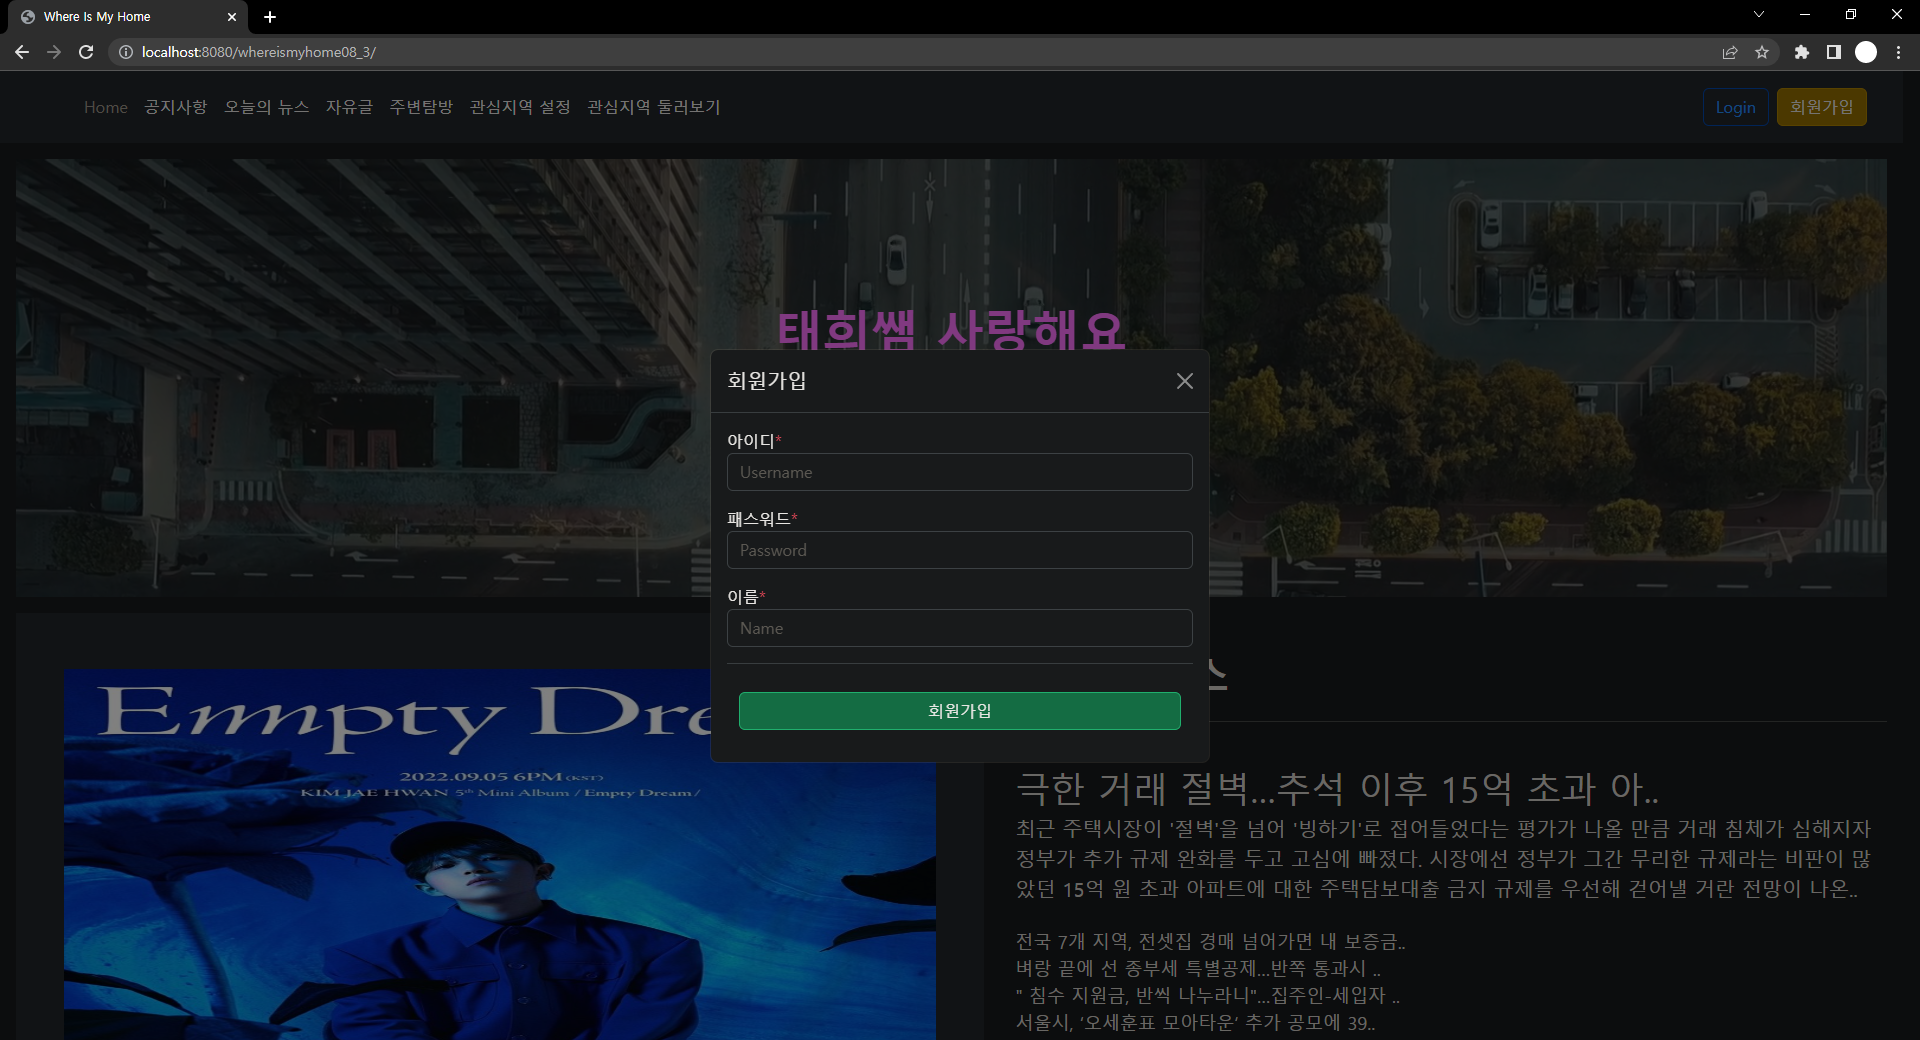 Where Is My Home
localhost:8080/whereismyhome08_3/
Home 공지사항 오늘의 뉴스 자유글 주변탐방 관심지역 설정 관심지역 둘러보기 Login 회원가입
태희쌤 사랑해요
회원가입
아이디*
Username
패스워드*
Password
이름*
Name
회원가입
스
Empty Dre
2022.09.05 6PM (KST)
KIM JAE HWAN 5th Mini Album / Empty Dream /
극한 거래 절벽...추석 이후 15억 초과 아..
최근 주택시장이 '절벽'을 넘어 '빙하기'로 접어들었다는 평가가 나올 만큼 거래 침체가 심해지자
정부가 추가 규제 완화를 두고 고심에 빠졌다. 시장에선 정부가 그간 무리한 규제라는 비판이 많
았던 15억 원 초과 아파트에 대한 주택담보대출 금지 규제를 우선해 걷어낼 거란 전망이 나온..
전국 7개 지역, 전셋집 경매 넘어가면 내 보증금..
벼랑 끝에 선 종부세 특별공제...반쪽 통과시 ..
" 침수 지원금, 반씩 나누라니"...집주인-세입자 ..
서울시, ‘오세훈표 모아타운’ 추가 공모에 39..